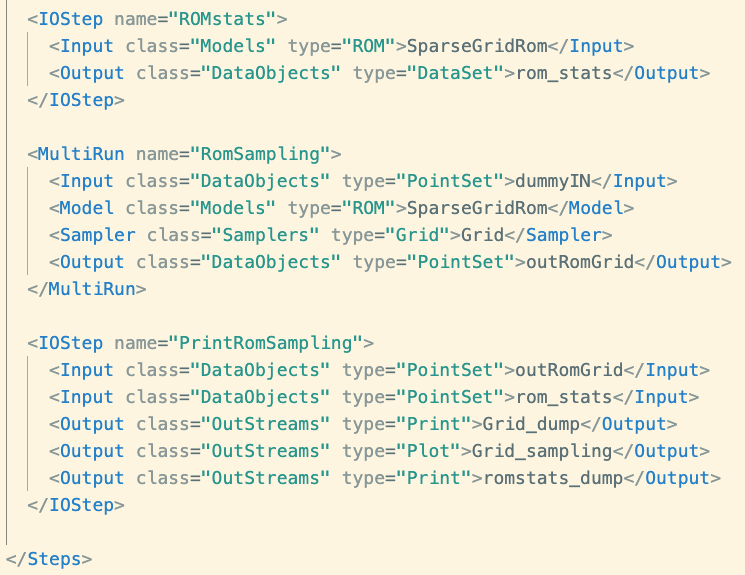 <IOStep name="ROMstats">
<Input class="Models" type="ROM">SparseGridRom</Input>
<Output class="DataObjects" type="DataSet">rom_stats</Output>
</IOStep>
<MultiRun name="RomSampling">
<Input class="DataObjects" type="PointSet">dummyIN</Input>
<Model class="Models" type="ROM">SparseGridRom</Model>
<Sampler class="Samplers" type="Grid">Grid</Sampler>
<Output class="DataObjects" type="PointSet">outRomGrid</Output>
</MultiRun>
<IOStep name="PrintRomSampling">
<Input class="DataObjects" type="PointSet">outRomGrid</Input>
<Input class="DataObjects" type="PointSet">rom_stats</Input>
<Output class="OutStreams" type="Print">Grid_dump</Output>
<Output class="OutStreams" type="Plot">Grid_sampling</Output>
<Output class="OutStreams" type="Print">romstats_dump</Output>
</IOStep>
</Steps>